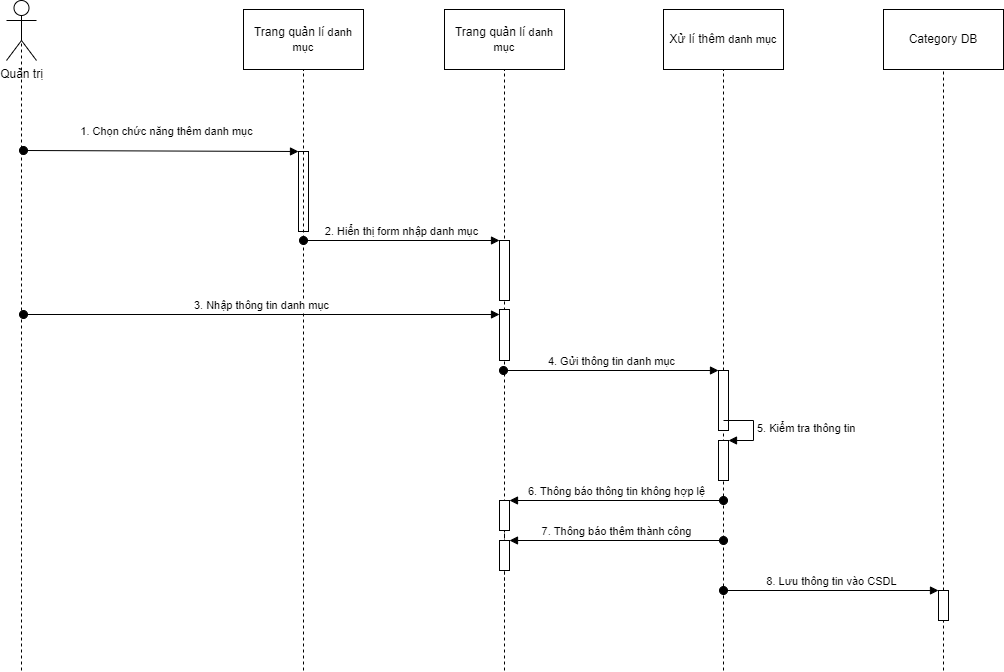 Trang quản lí danh
mục
Trang quản lí danh
mục
Xử lí thêm danh mục
Category DB
Quản trị
1. Chọn chức năng thêm danh mục
2. Hiển thị form nhập danh mục
3. Nhập thông tin danh mục
4. Gửi thông tin danh mục
5. Kiểm tra thông tin
6. Thông báo thông tin không hợp lệ
7. Thông báo thêm thành công
8. Lưu thông tin vào CSDL